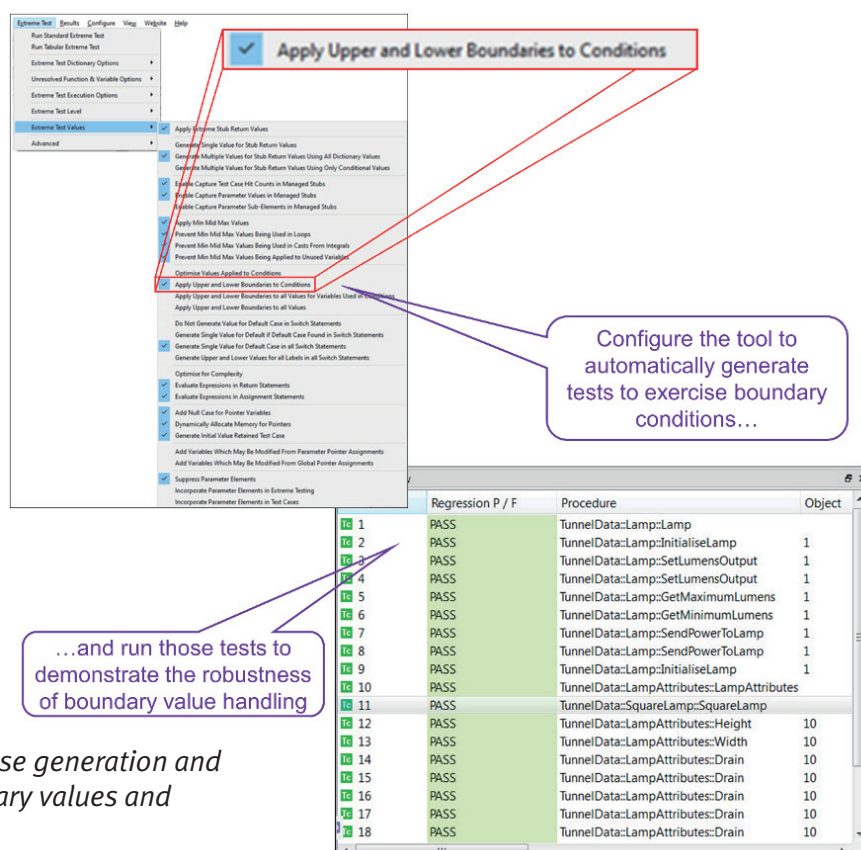 Extreme Test Results Configure View Website Help
Run Standard Extreme Test
Run Tabular Extreme Test
Extreme Test Dictionary Options
Unresolved Function & Variable Options
Extreme Test Execution Options
Extreme Test Level
Extreme Test Values
Advanced
Apply Upper and Lower Boundaries to Conditions
Apply Extreme Stub Return Values
Generate Single Value for Stub Return Values
Generate Multiple Values for Stub Return Values Using All Dictionary Values
Generate Multiple Values for Stub Return Values Using Only Conditional Values
Enable Capture Test Case Hit Counts in Managed Stubs
Enable Capture Parameter Values in Managed Stubs
Enable Capture Parameter Sub-Elements in Managed Stubs
Apply Min Mid Max Values
Prevent Min Mid Max Values Being Used in Loops
Prevent Min Mid Max Values Being Used in Casts From Integrals
Prevent Min Mid Max Values Being Applied to Unused Variables
Optimise Values Applied to Conditions
Apply Upper and Lower Boundaries to Conditions
Apply Upper and Lower Boundaries to all Values for Variables Used in Conditions
Apply Upper and Lower Boundaries to all Values
Do Not Generate Value for Default Case in Switch Statements
Generate Single Value for Default if Default Case Found in Switch Statements
Generate Single Value for Default Case in all Switch Statements
Generate Upper and Lower Values for all Labels in all Switch Statements
Optimise for Complexity
Evaluate Expressions in Return Statements
Evaluate Expressions in Assignment Statements
Add Null Case for Pointer Variables
Dynamically Allocate Memory for Pointers
Generate Initial Value Retained Test Case
Add Variables Which May Be Modified From Parameter Pointer Assignments
Add Variables Which May Be Modified From Global Pointer Assignments
Suppress Parameter Elements
Incorporate Parameter Elements in Extreme Testing
Incorporate Parameter Elements in Test Cases
Configure the tool to
automatically generate
tests to exercise boundary
conditions…
Regression P / F Procedure Object
Tc 1 PASS TunnelData::Lamp::Lamp
Tc 2 PASS TunnelData::Lamp::InitialiseLamp 1
Tc 3 PASS TunnelData::Lamp::SetLumensOutput 1
Tc 4 PASS TunnelData::Lamp::SetLumensOutput 1
Tc 5 PASS TunnelData::Lamp::GetMaximumLumens 1
Tc 6 PASS TunnelData::Lamp::GetMinimumLumens 1
Tc 7 PASS TunnelData::Lamp::SendPowerToLamp 1
Tc 8 PASS TunnelData::Lamp::SendPowerToLamp 1
Tc 9 PASS TunnelData::Lamp::InitialiseLamp 1
Tc 10 PASS TunnelData::LampAttributes::LampAttributes
Tc 11 PASS TunnelData::SquareLamp::SquareLamp
Tc 12 PASS TunnelData::LampAttributes::Height 10
Tc 13 PASS TunnelData::LampAttributes::Width 10
Tc 14 PASS TunnelData::LampAttributes::Drain 10
Tc 15 PASS TunnelData::LampAttributes::Drain 10
Tc 16 PASS TunnelData::LampAttributes::Drain 10
Tc 17 PASS TunnelData::LampAttributes::Drain 10
Tc 18 PASS TunnelData::LampAttributes::Drain 10
…and run those tests to
demonstrate the robustness
of boundary value handling
se generation and
ary values and